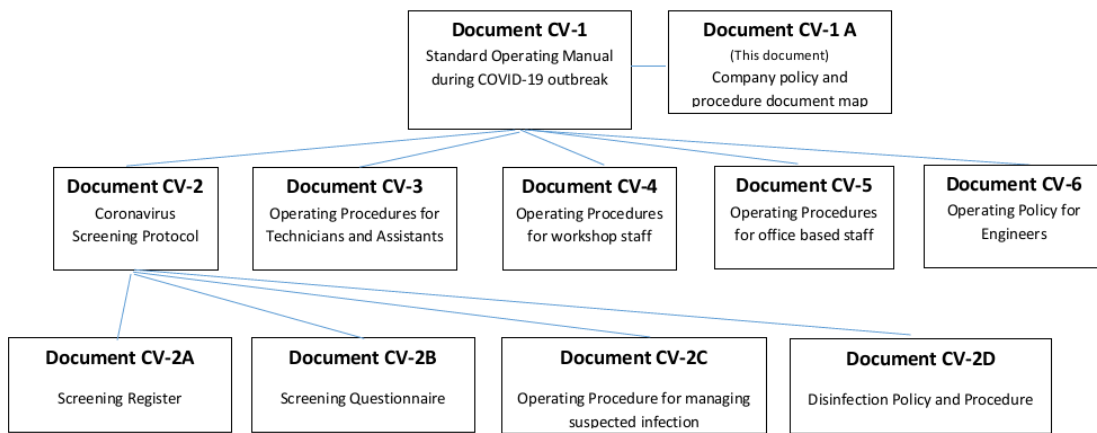 Document CV-1
Standard Operating Manual
during COVID-19 outbreak
Document CV-1 A
(This document)
Company policy and
procedure document map
Document CV-2
Coronavirus
Screening Protocol
Document CV-3
Operating Procedures for
Technicians and Assistants
Document CV-4
Operating Procedures
for workshop staff
Document CV-5
Operating Procedures
for office based staff
Document CV-6
Operating Policy for
Engineers
Document CV-2A
Screening Register
Document CV-2B
Screening Questionnaire
Document CV-2C
Operating Procedure for managing
suspected infection
Document CV-2D
Disinfection Policy and Procedure